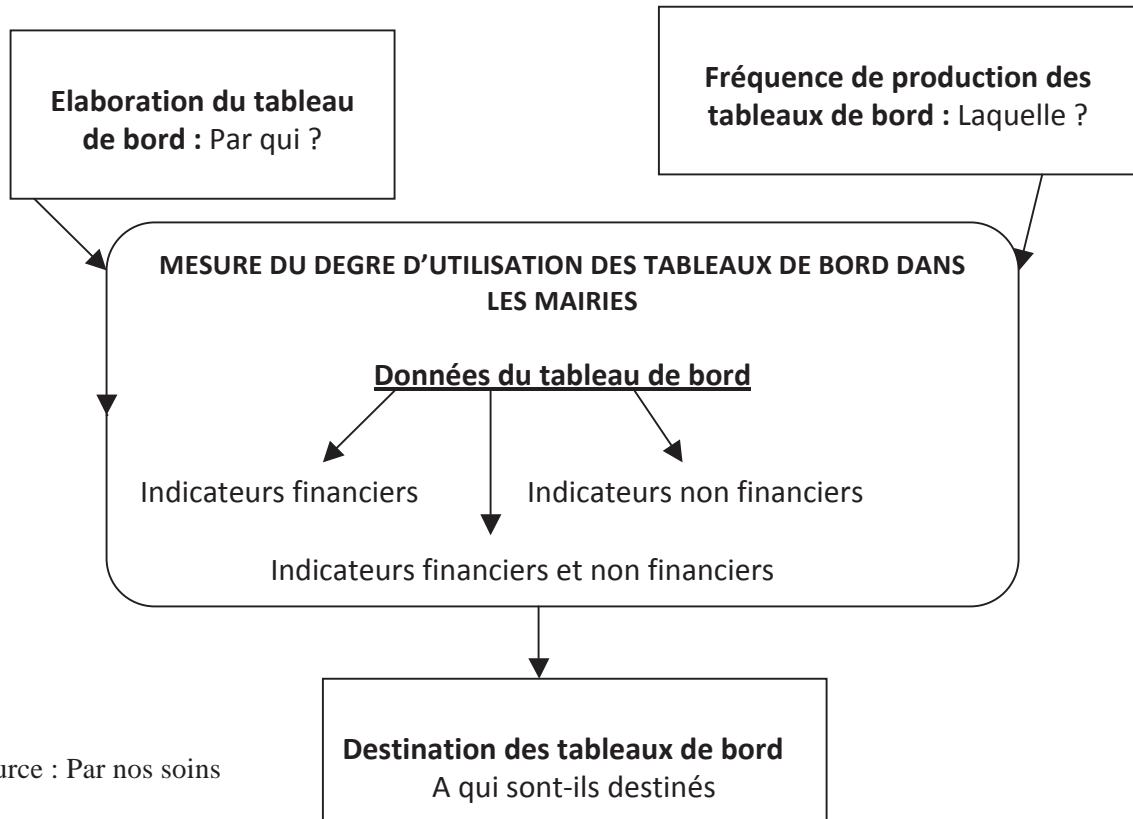 Elaboration du tableau
de bord : Par qui ?
Fréquence de production des
tableaux de bord : Laquelle ?
MESURE DU DEGRE D’UTILISATION DES TABLEAUX DE BORD DANS
LES MAIRIES
Données du tableau de bord
Indicateurs financiers
Indicateurs non financiers
Indicateurs financiers et non financiers
Destination des tableaux de bord
A qui sont-ils destinés
urce : Par nos soins